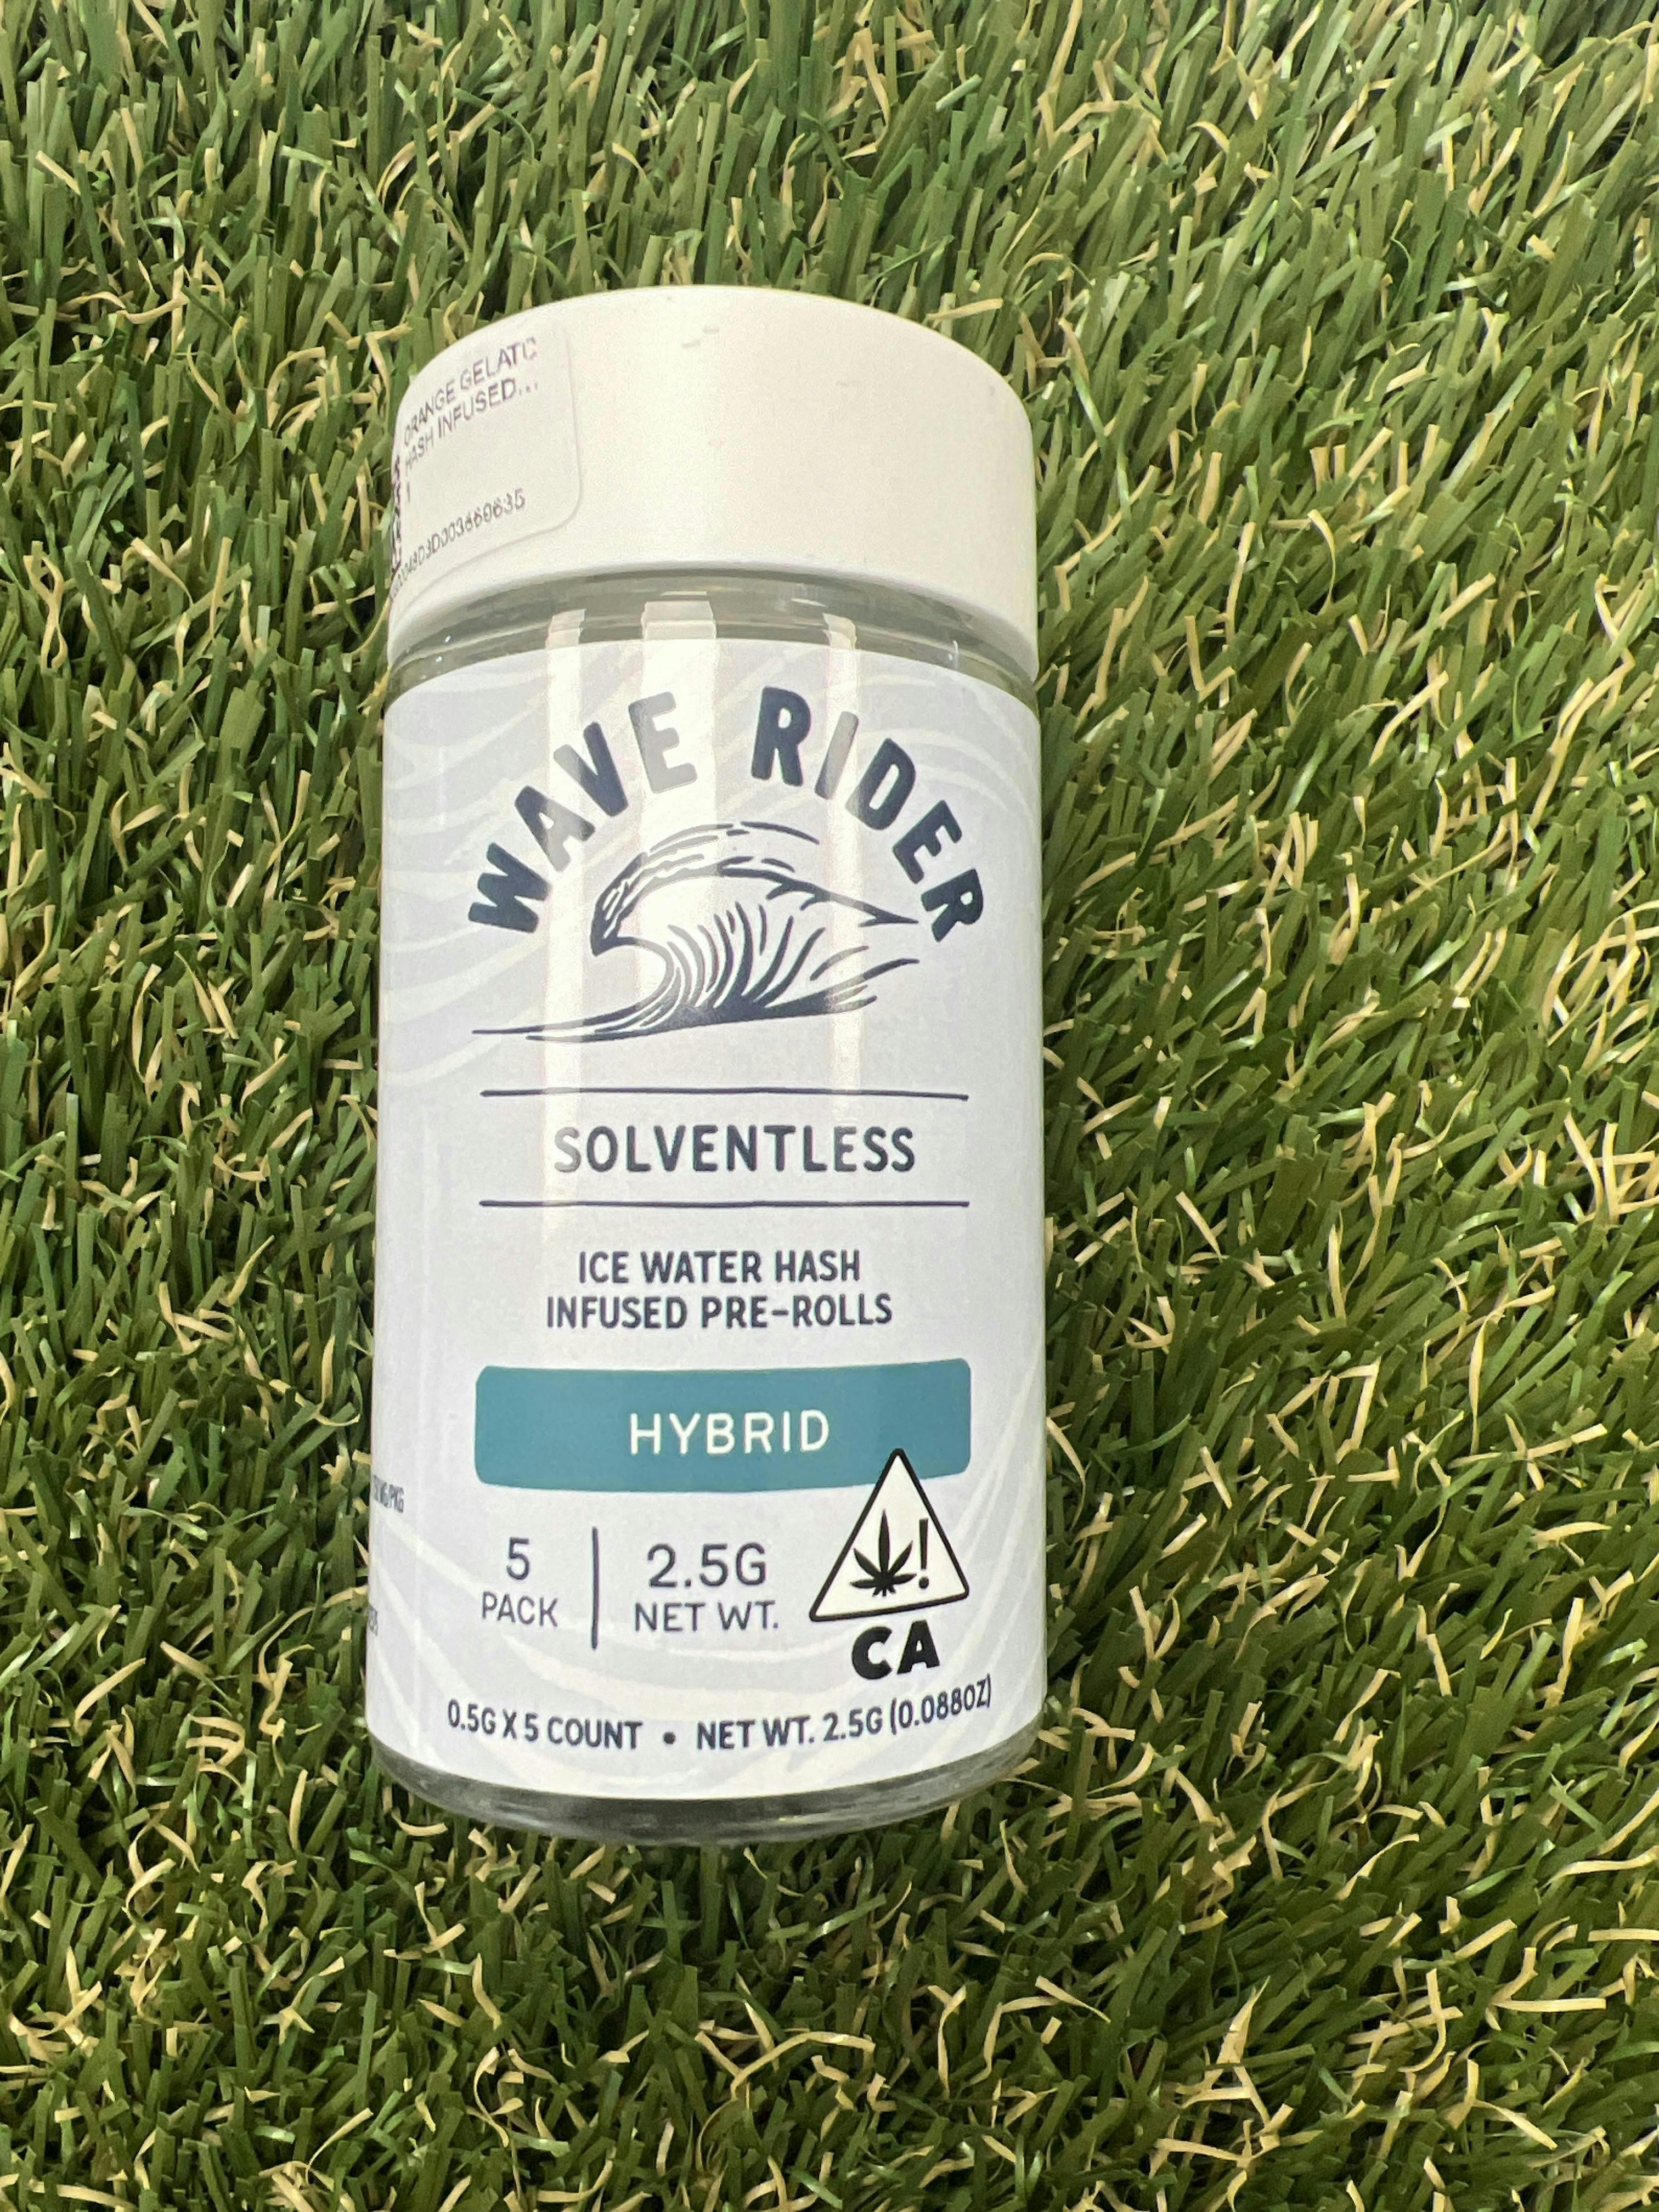 ORANGE GELATO
HASH INFUSED...
WAVE RIDER
SOLVENTLESS
ICE WATER HASH
INFUSED PRE-ROLLS
HYBRID
5
PACK
2.5G
NET WT.
CA
0.5G X 5 COUNT • NET WT. 2.5G (0.088OZ)